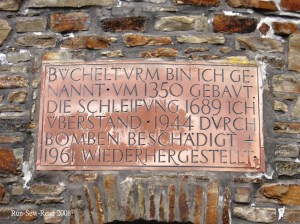 BVCHELTVRM BIN ICH GE-
NANNT · VM 1350 GEBAVT
DIE SCHLEIFVNG 1689 ICH
VBERSTAND · 1944 DVRCH
BOMBEN BESCHÄDIGT +
1961 WIEDERHERGESTELLT
Run-Sew-Read 2008